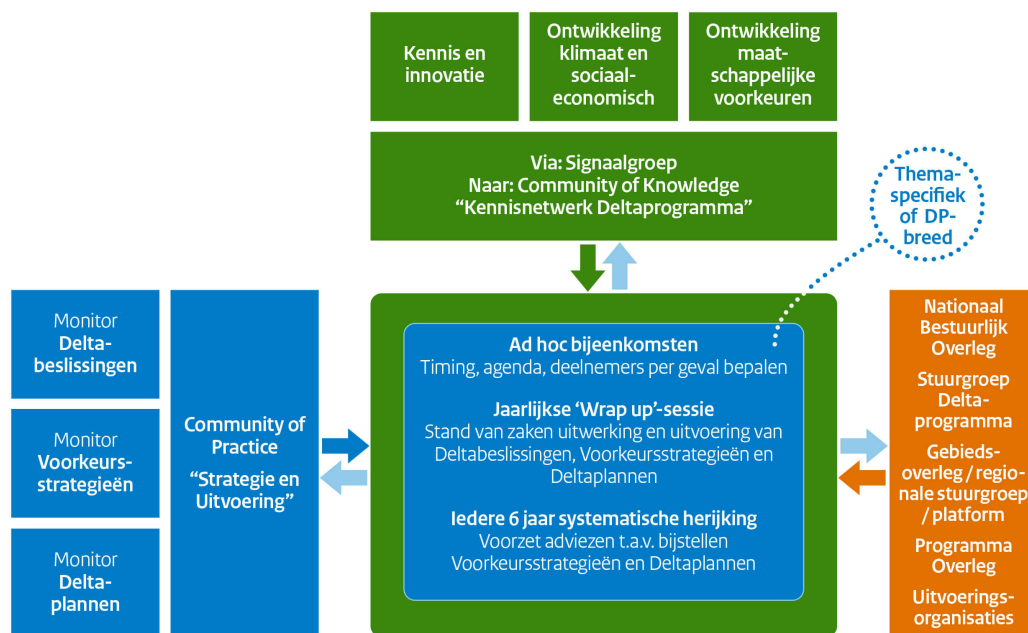 Kennis en
innovatie
Ontwikkeling
klimaat en
sociaal-
economisch
Ontwikkeling
maat-
schappelijke
voorkeuren
Via: Signaalgroep
Naar: Community of Knowledge
“Kennisnetwerk Deltaprogramma”
Thema-
specifiek
of DP-
breed
Monitor
Delta-
beslissingen
Monitor
Voorkeurs-
strategieën
Monitor
Delta-
plannen
Community of
Practice
“Strategie en
Uitvoering”
Ad hoc bijeenkomsten
Timing, agenda, deelnemers per geval bepalen
Jaarlijkse ‘Wrap up’-sessie
Stand van zaken uitwerking en uitvoering van
Deltabeslissingen, Voorkeursstrategieën en
Deltaplannen
Iedere 6 jaar systematische herijking
Voorzet adviezen t.a.v. bijstellen
Voorkeursstrategieën en Deltaplannen
Nationaal
Bestuurlijk
Overleg
Stuurgroep
Delta-
programma
Gebieds-
overleg / regio-
nale stuurgroep
/ platform
Programma
Overleg
Uitvoerings-
organisaties